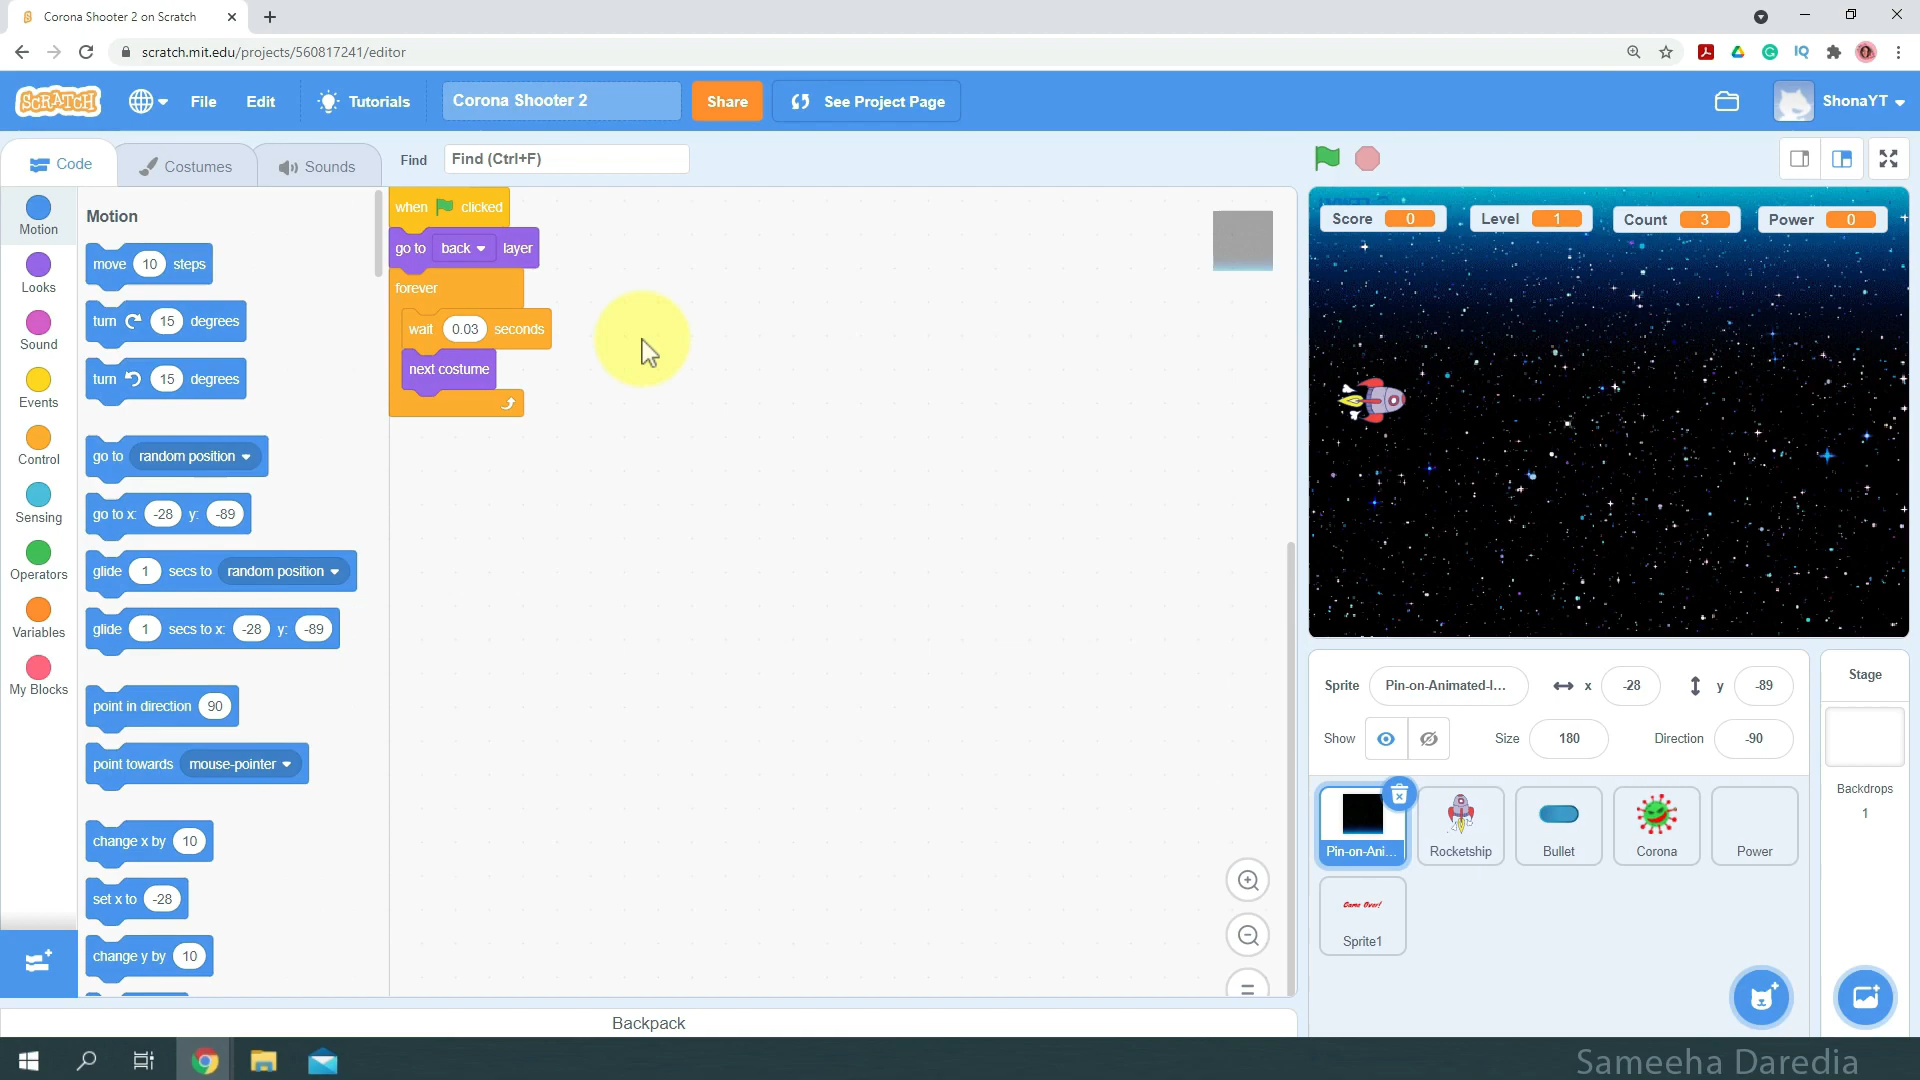 Corona Shooter 2 on Scratch
scratch.mit.edu/projects/560817241/editor
SCRATCH
File
Edit
Tutorials
Corona Shooter 2
Share
See Project Page
ShonaYT
Code
Costumes
Sounds
Find
Find (Ctrl+F)
Motion
Looks
Sound
Events
Control
Sensing
Operators
Variables
My Blocks
Motion
move 10 steps
turn 15 degrees
turn 15 degrees
go to random position
go to x: -28 y: -89
glide 1 secs to random position
glide 1 secs to x: -28 y: -89
point in direction 90
point towards mouse-pointer
change x by 10
set x to -28
change y by 10
when clicked
go to back layer
forever
wait 0.03 seconds
next costume
Score 0
Level 1
Count 3
Power 0
Sprite Pin-on-Animated-I... x -28 y -89
Show Size 180 Direction -90
Pin-on-Ani...
Rocketship
Bullet
Corona
Power
Game Over!
Sprite1
Stage
Backdrops
1
Backpack
Sameeha Daredia